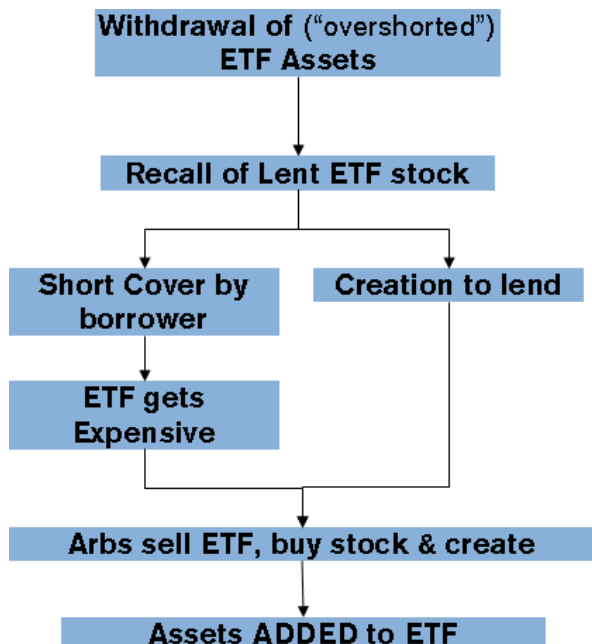 Withdrawal of (“overshorted”)
ETF Assets
Recall of Lent ETF stock
Short Cover by
borrower
Creation to lend
ETF gets
Expensive
Arbs sell ETF, buy stock & create
Assets ADDED to ETF